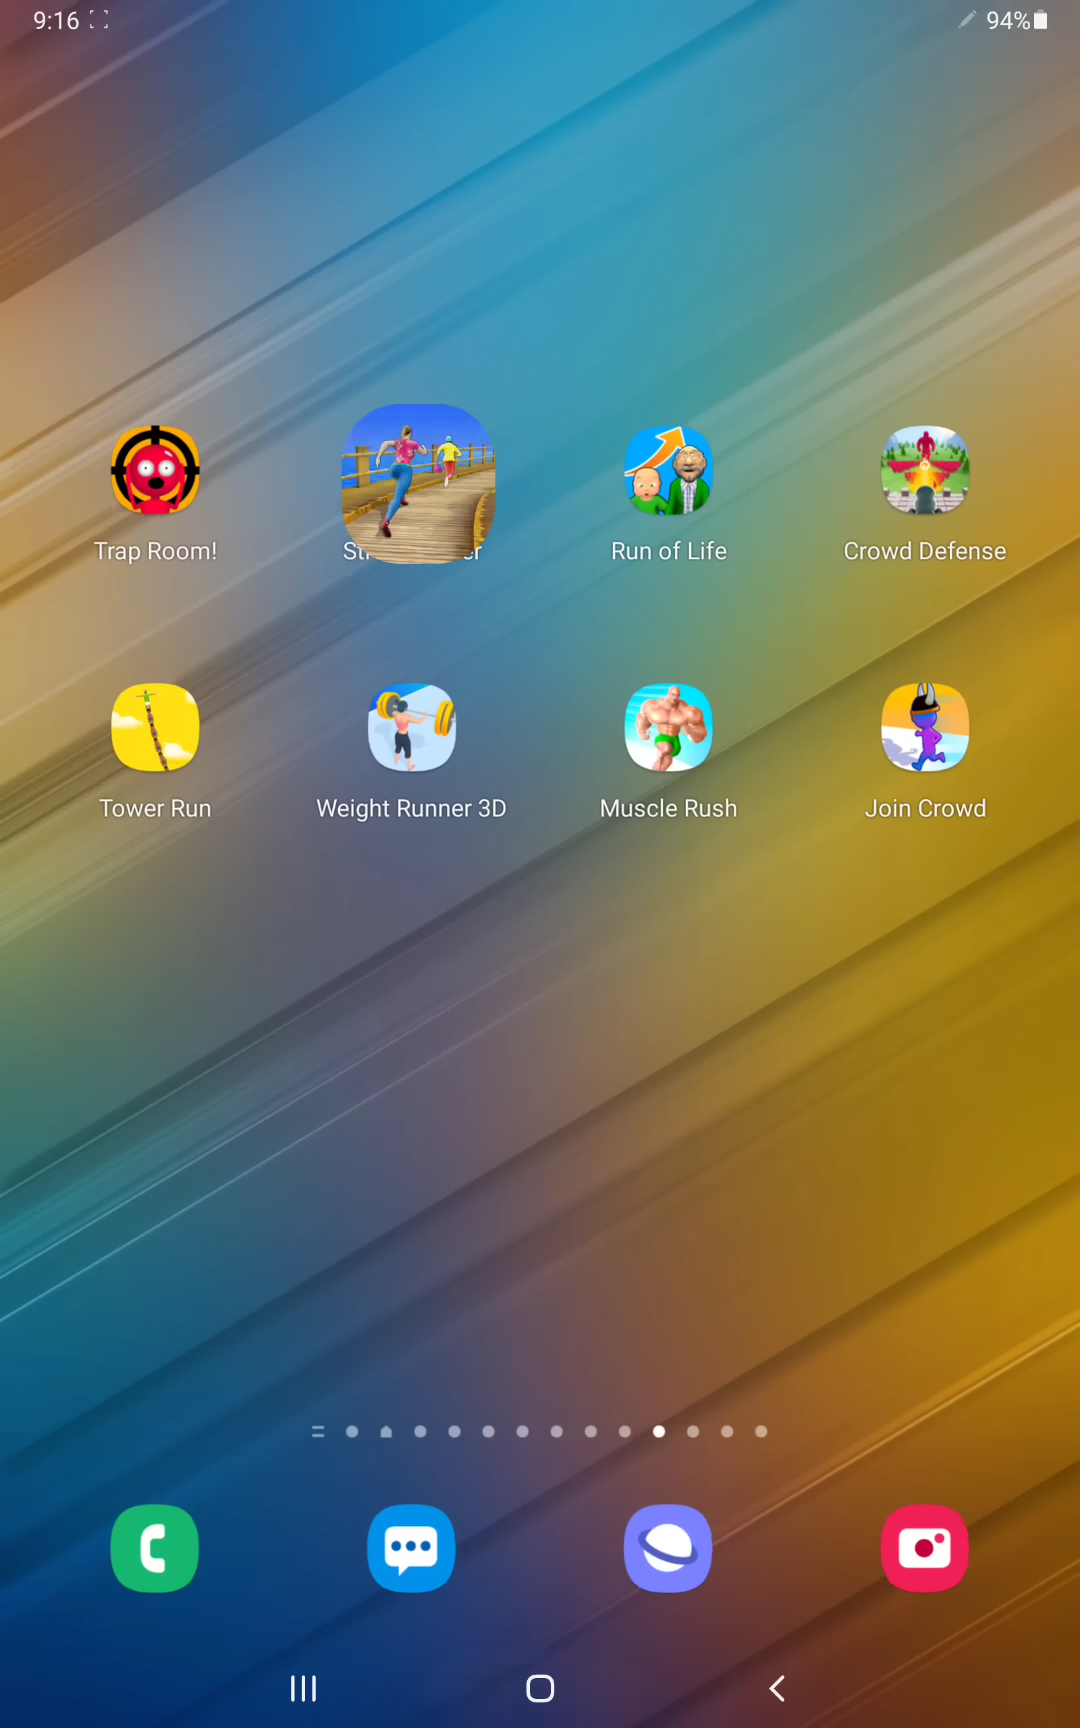 9:16
94%
Trap Room!
Run of Life
Crowd Defense
Tower Run
Weight Runner 3D
Muscle Rush
Join Crowd